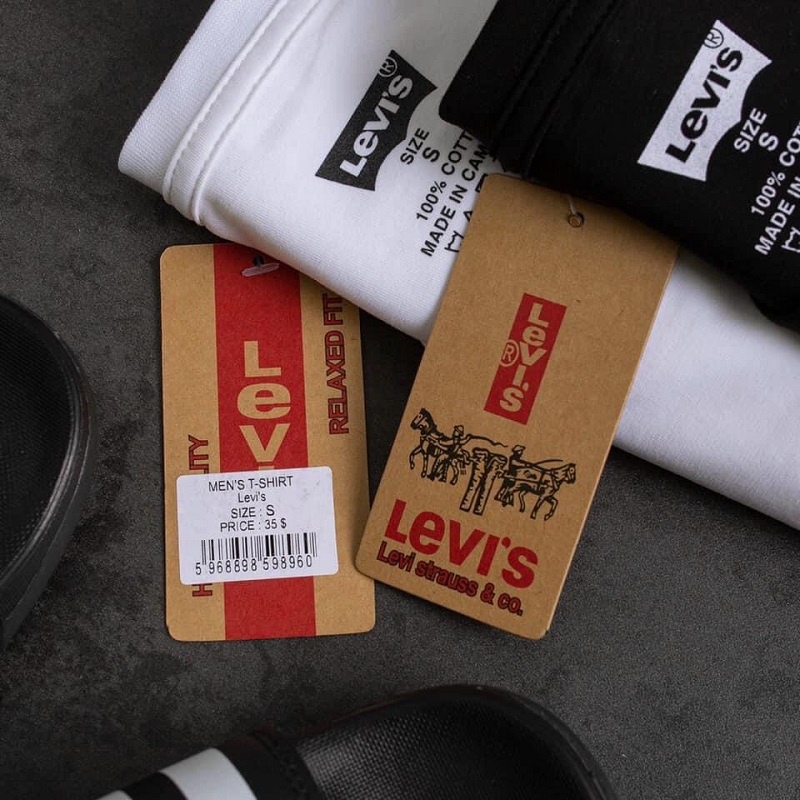 Levi's®
SIZE
S
100% COTT
MADE IN CAM
Levi's®
SIZE
S
100% COTT
MADE IN
RELAXED FIT
Levi
MEN'S T-SHIRT
Levi's
SIZE : S
PRICE : 35 $
5 968898 598960
Levi's®
LEVI'S
Levi strauss & co.